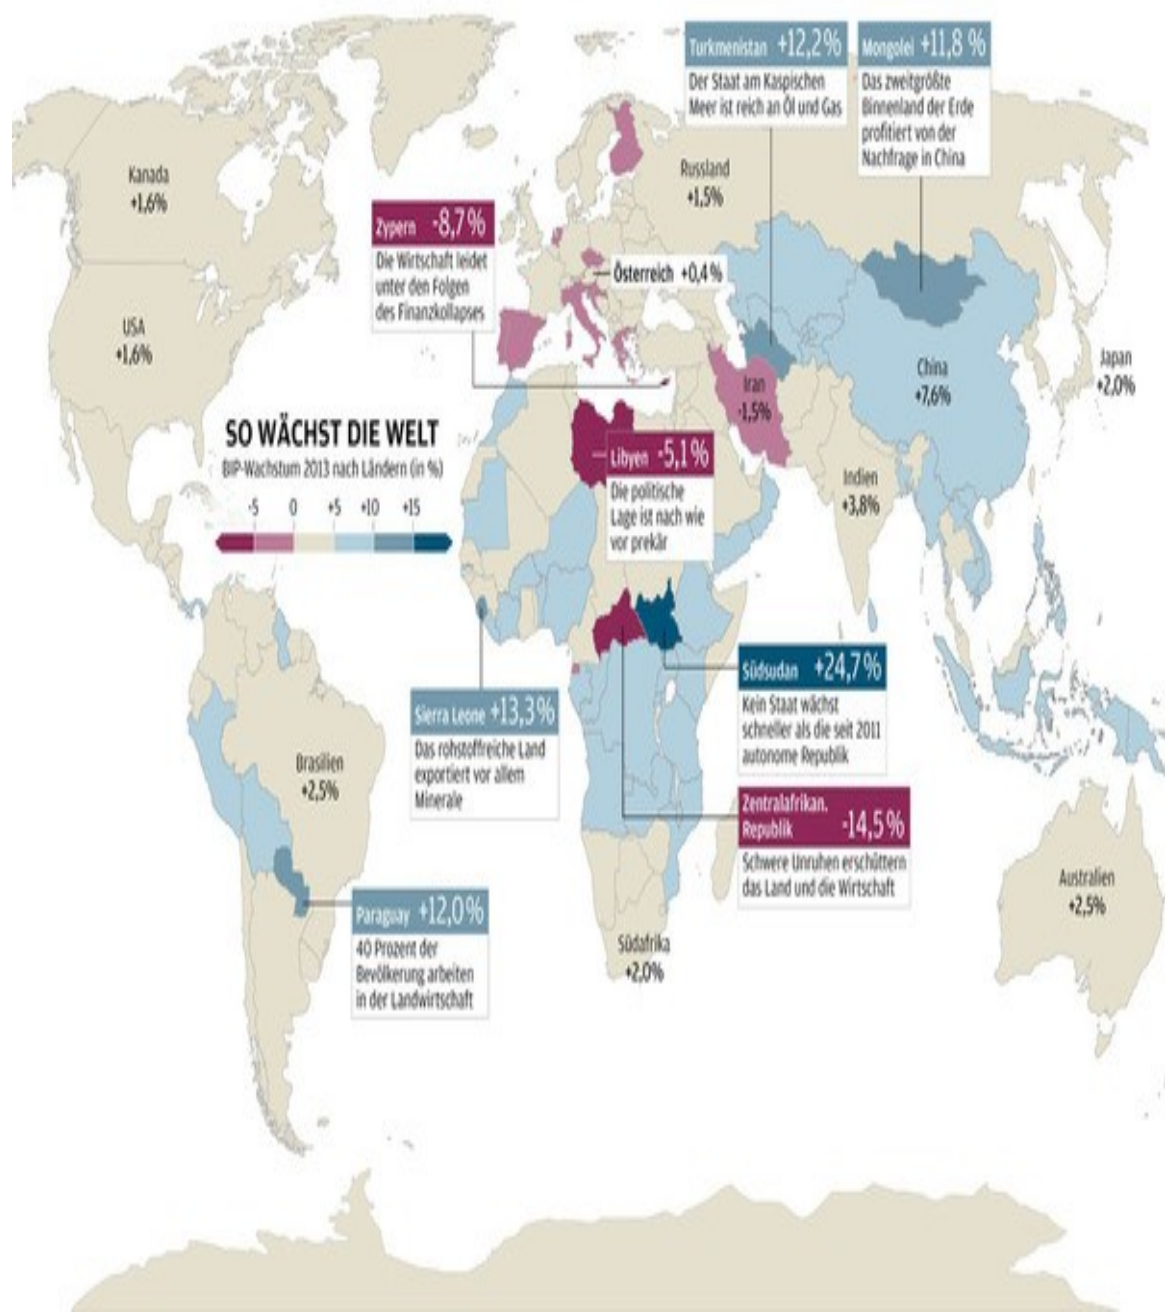 Turkmenistan +12,2%
Der Staat am Kaspischen
Meer ist reich an Öl und Gas
Mongolei +11,8 %
Das zweitgrößte
Binnenland der Erde
profitiert von der
Nachfrage in China
Kanada
+1,6%
Russland
+1,5%
Zypern -8,7%
Die Wirtschaft leidet
unter den Folgen
des Finanzkollapses
Österreich +0,4%
USA
+1,6%
Iran
-1,5%
China
+7,6%
Japan
+2,0%
SO WÄCHST DIE WELT
BIP-Wachstum 2013 nach Ländern (in %)
-5 0 +5 +10 +15
Libyen -5,1%
Die politische
Lage ist nach wie
vor prekär
Indien
+3,8%
Südsudan +24,7%
Kein Staat wächst
schneller als die seit 2011
autonome Republik
Sierra Leone +13,3%
Das rohstoffreiche Land
exportiert vor allem
Minerale
Brasilien
+2,5%
Zentralafrikan.
Republik -14,5%
Schwere Unruhen erschüttern
das Land und die Wirtschaft
Paraguay +12,0%
40 Prozent der
Bevölkerung arbeiten
in der Landwirtschaft
Südafrika
+2,0%
Australien
+2,5%